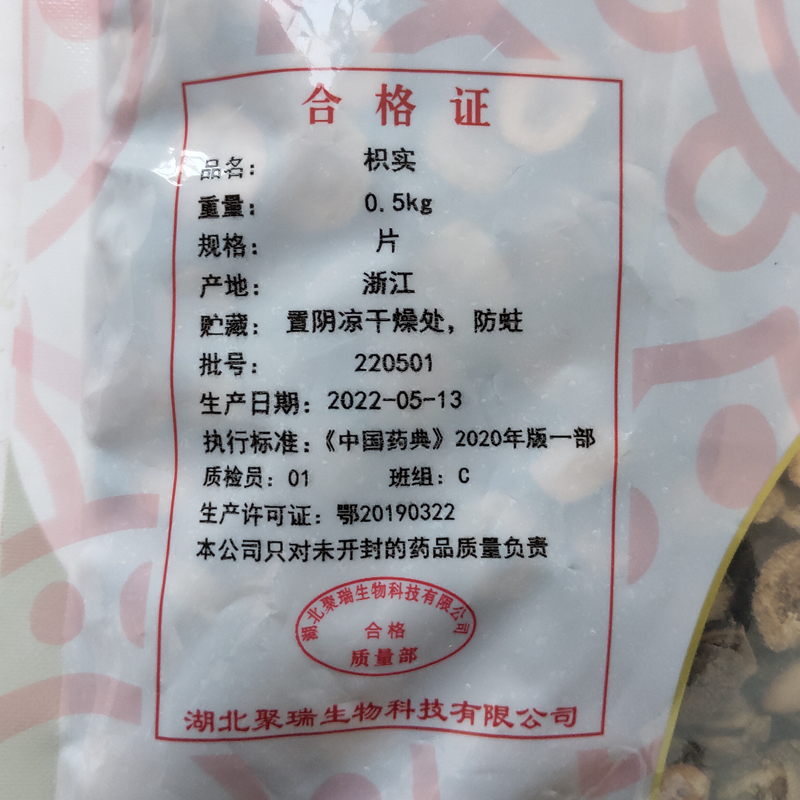 合格证
品名： 枳实
重量： 0.5kg
规格： 片
产地： 浙江
贮藏： 置阴凉干燥处，防蛀
批号： 220501
生产日期：2022-05-13
执行标准：《中国药典》2020年版一部
质检员：01 班组：C
生产许可证：鄂20190322
本公司只对未开封的药品质量负责
湖北聚瑞生物科技有限公司
合格
质量部
湖北聚瑞生物科技有限公司